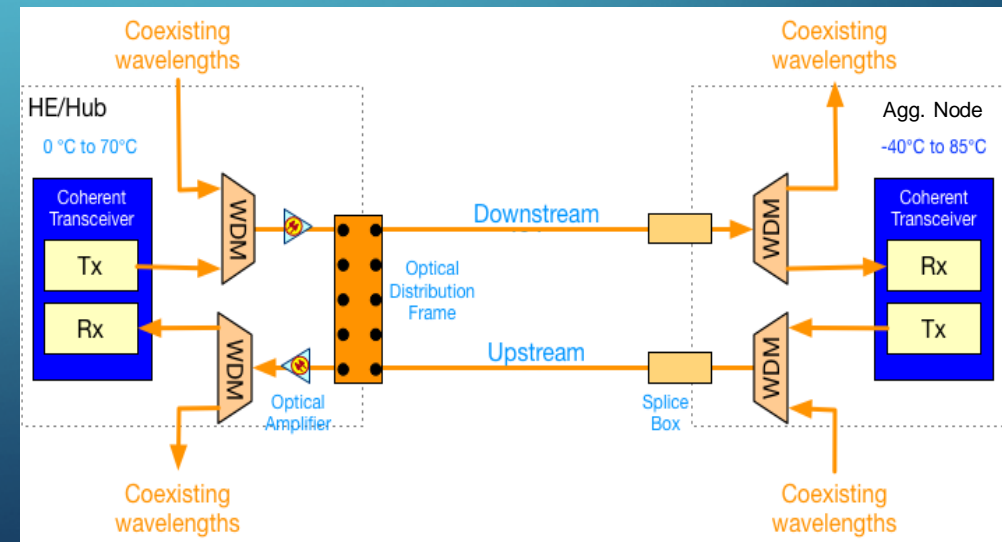 Coexisting
wavelengths
Coexisting
wavelengths
HE/Hub
0 °C to 70°C
Agg. Node
-40°C to 85°C
Coherent
Transceiver
Tx
Rx
WDM
WDM
Optical
Amplifier
Optical
Distribution
Frame
Downstream
Upstream
Splice
Box
WDM
WDM
Coherent
Transceiver
Rx
Tx
Coexisting
wavelengths
Coexisting
wavelengths